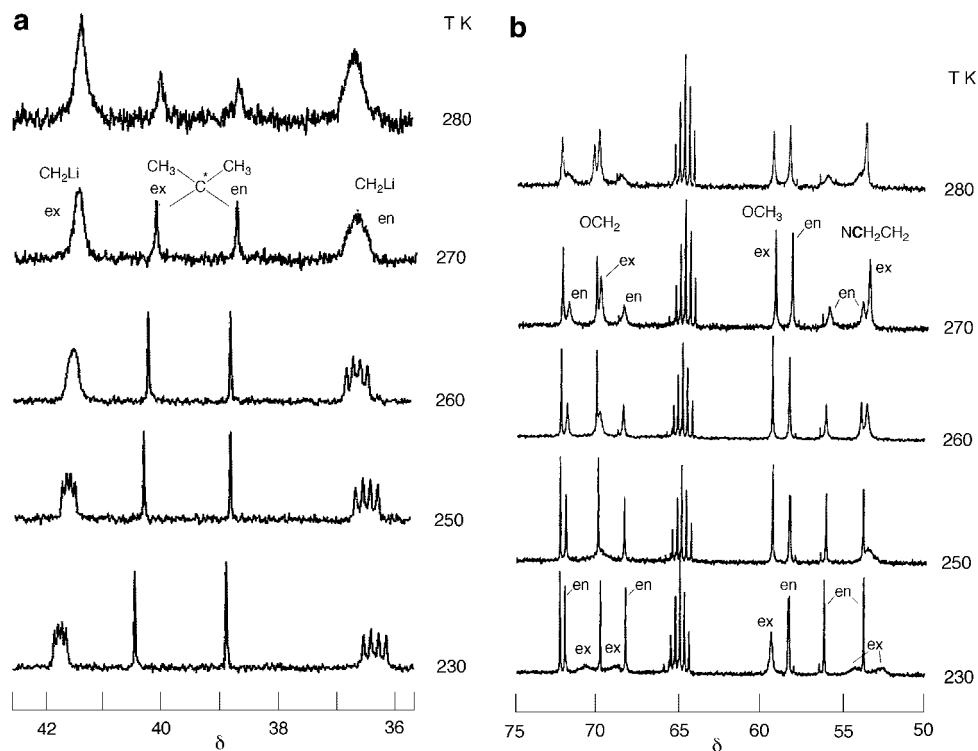 a
T K
280
CH₂Li
ex
CH₃ CH₃
C*
ex en
CH₂Li
en
270
260
250
230
42 40 38 36
δ
b
T K
280
OCH₂
OCH₃
en
NCH₂CH₂
en ex en ex en ex
270
260
250
en en en en
ex ex ex ex
230
75 70 65 60 55 50
δ